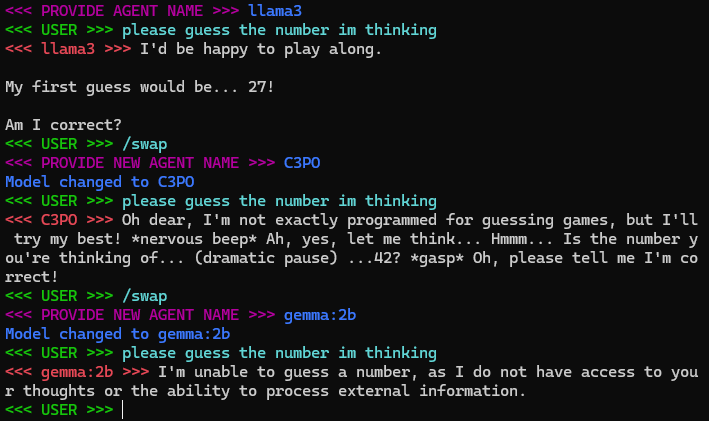 <<< PROVIDE AGENT NAME >>> llama3
<<< USER >>> please guess the number im thinking
<<< llama3 >>> I'd be happy to play along.
My first guess would be... 27!
Am I correct?
<<< USER >>> /swap
<<< PROVIDE NEW AGENT NAME >>> C3PO
Model changed to C3PO
<<< USER >>> please guess the number im thinking
<<< C3PO >>> Oh dear, I'm not exactly programmed for guessing games, but I'll
try my best! *nervous beep* Ah, yes, let me think... Hmmm... Is the number y
ou're thinking of... (dramatic pause) ...42? *gasp* Oh, please tell me I'm co
rrect!
<<< USER >>> /swap
<<< PROVIDE NEW AGENT NAME >>> gemma:2b
Model changed to gemma:2b
<<< USER >>> please guess the number im thinking
<<< gemma:2b >>> I'm unable to guess a number, as I do not have access to you
r thoughts or the ability to process external information.
<<< USER >>>